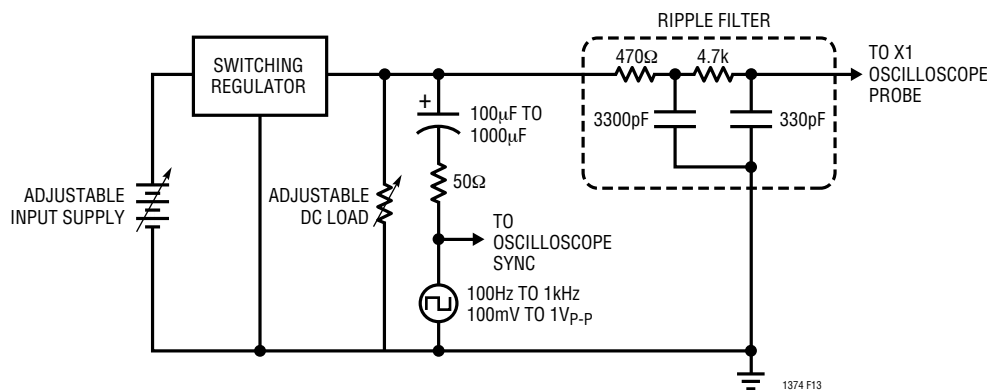 RIPPLE FILTER
SWITCHING
REGULATOR
470Ω
4.7k
TO X1
OSCILLOSCOPE
PROBE
+
100µF TO
1000µF
3300pF
330pF
50Ω
ADJUSTABLE
INPUT SUPPLY
ADJUSTABLE
DC LOAD
TO
OSCILLOSCOPE
SYNC
100Hz TO 1kHz
100mV TO 1VP-P
1374 F13